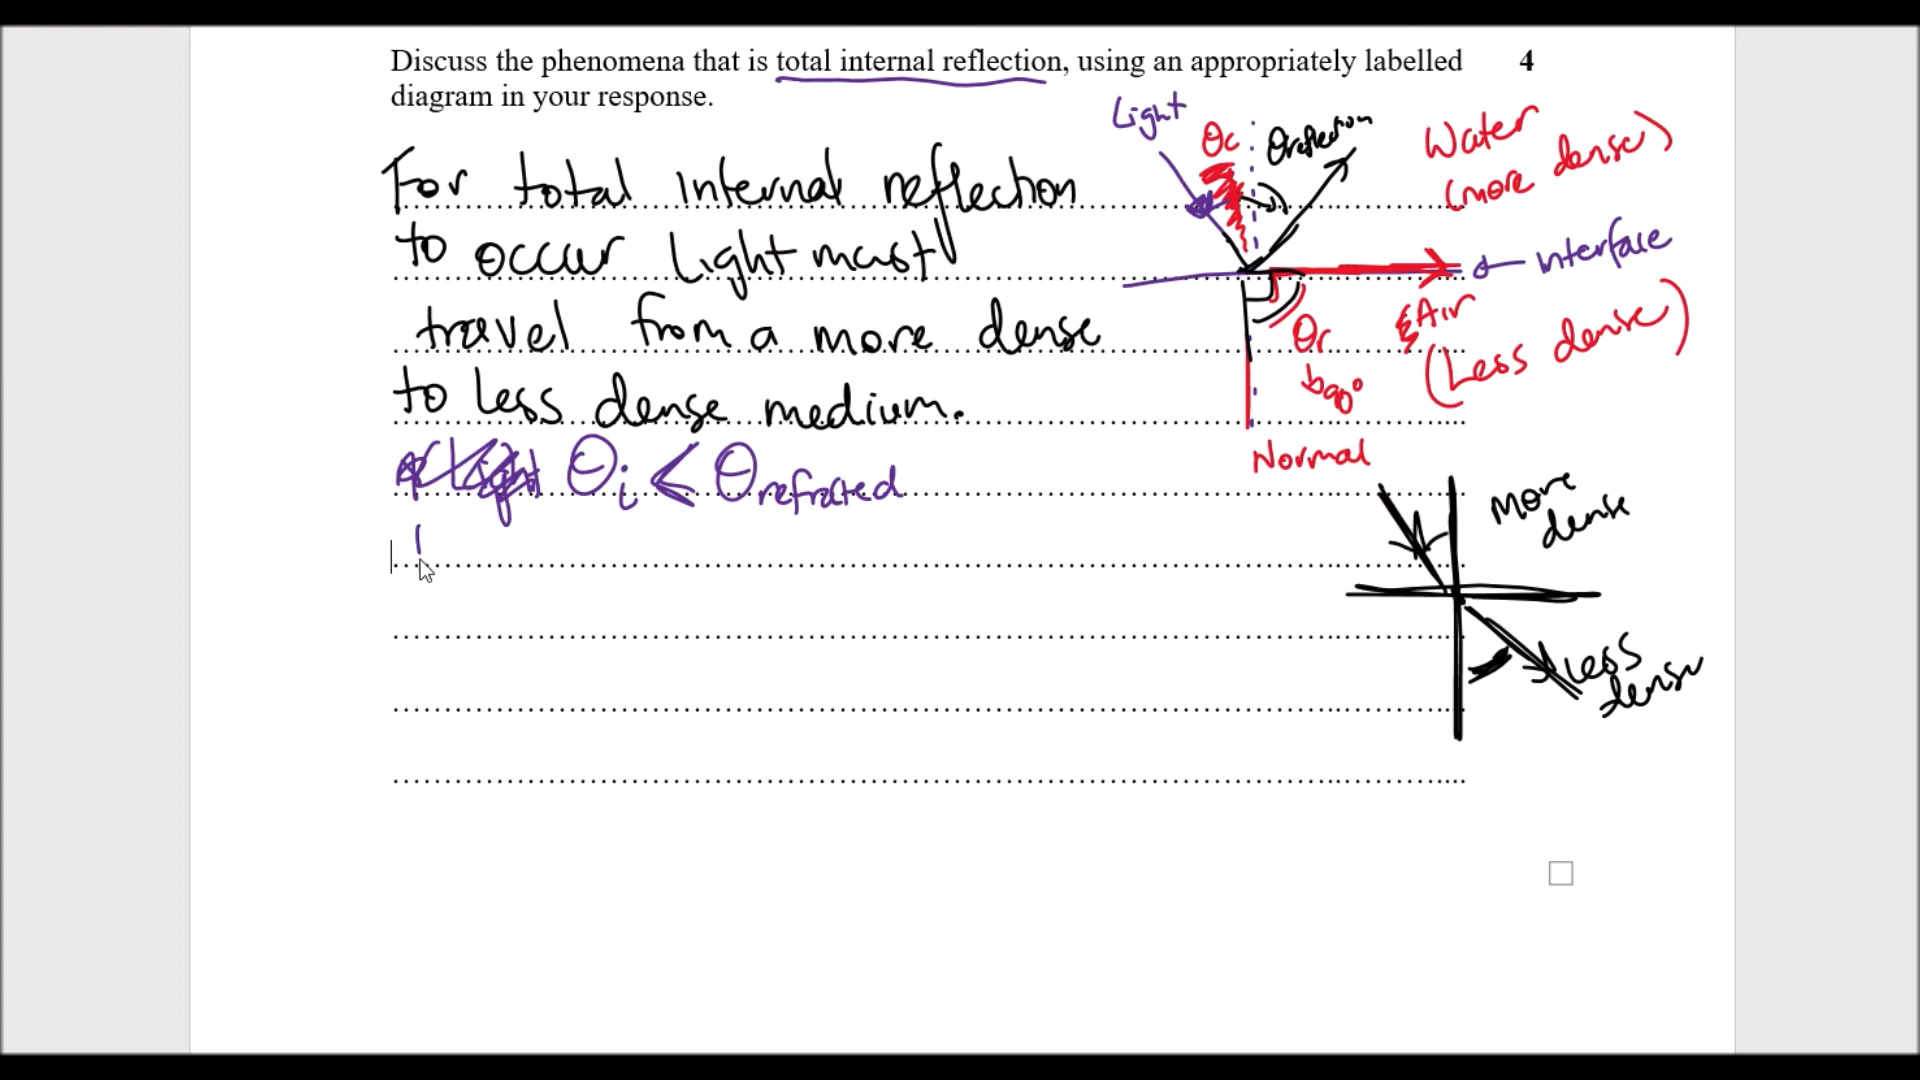 Discuss the phenomena that is total internal reflection, using an appropriately labelled 4
diagram in your response.
Light
θc
θreflection
Water
(more dense)
For total internal reflection
to occur Light must
travel from a more dense
to Less dense medium.
← interface
θr
90°
Air
(Less dense)
Normal
θi < θrefracted
More
dense
Less
dense